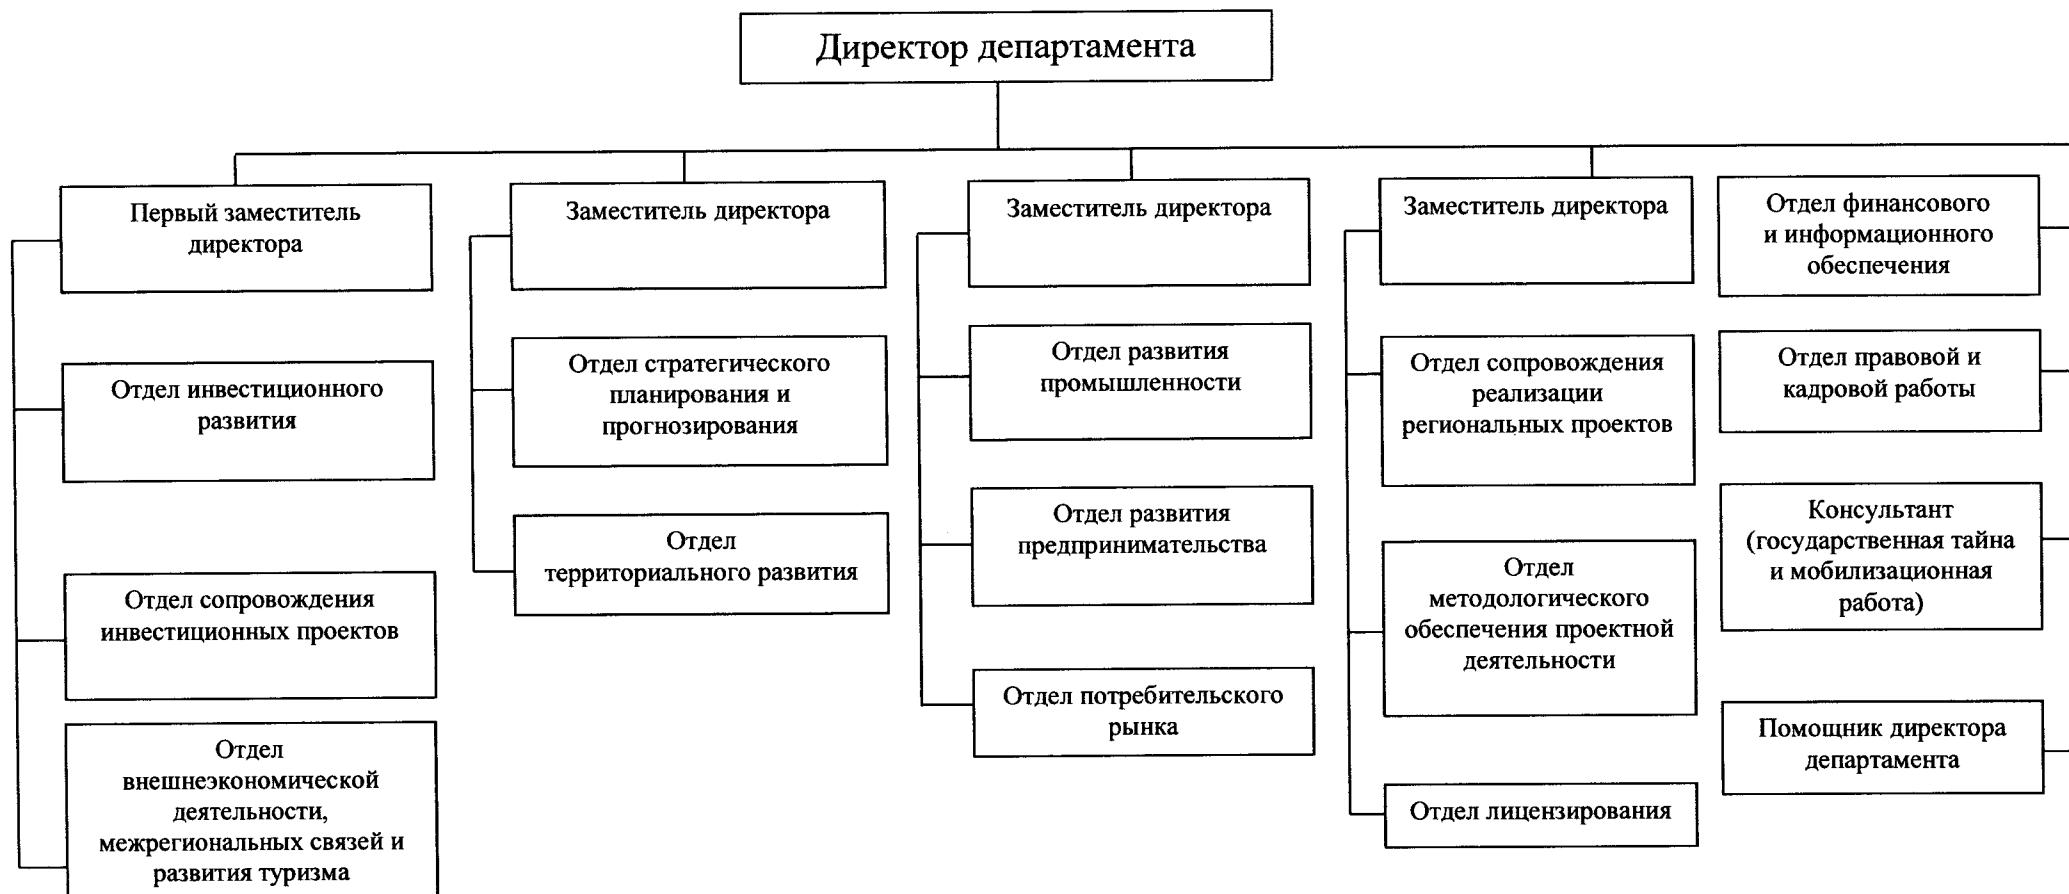 Директор департамента
Первый заместитель
директора
Отдел инвестиционного
развития
Отдел сопровождения
инвестиционных проектов
Отдел
внешнеэкономической
деятельности,
межрегиональных связей и
развития туризма
Заместитель директора
Отдел стратегического
планирования и
прогнозирования
Отдел
территориального развития
Заместитель директора
Отдел развития
промышленности
Отдел развития
предпринимательства
Отдел потребительского
рынка
Заместитель директора
Отдел сопровождения
реализации
региональных проектов
Отдел
методологического
обеспечения проектной
деятельности
Отдел лицензирования
Отдел финансового
и информационного
обеспечения
Отдел правовой и
кадровой работы
Консультант
(государственная тайна
и мобилизационная
работа)
Помощник директора
департамента